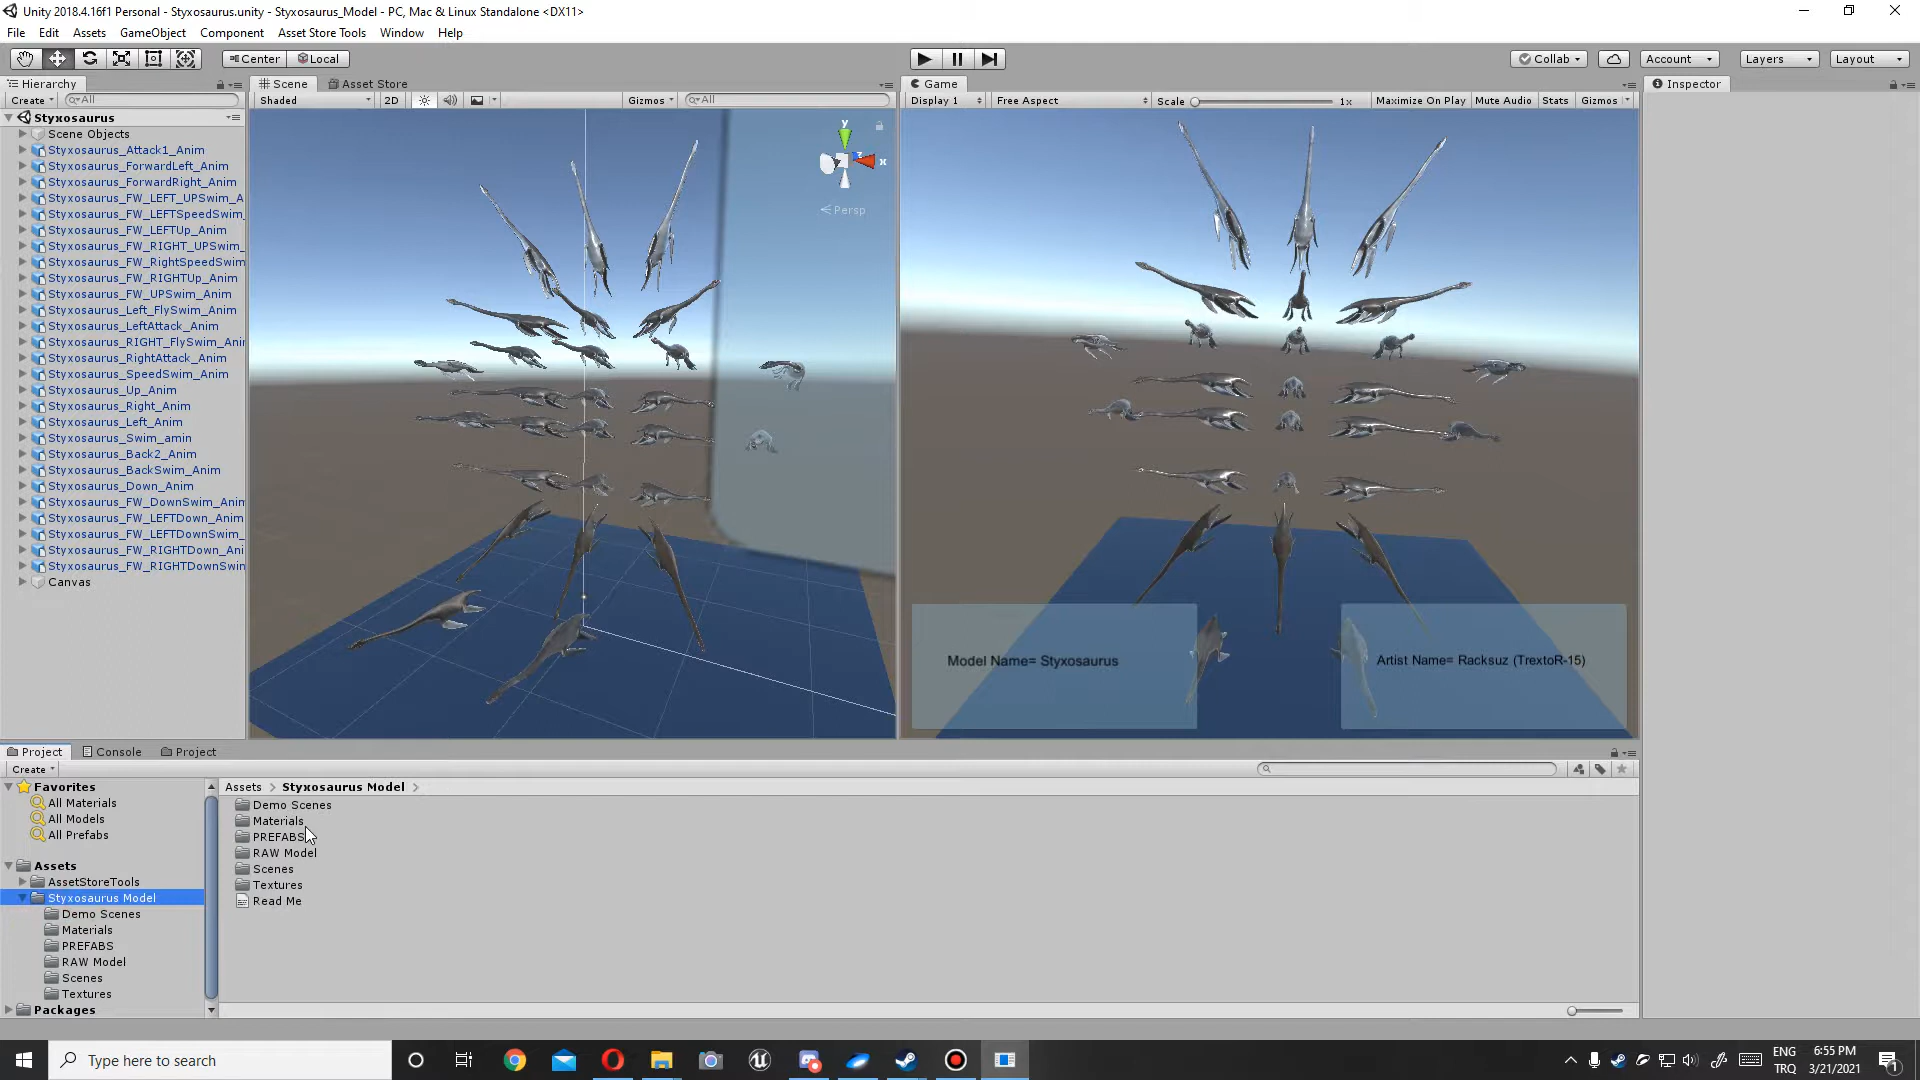 Unity 2018.4.16f1 Personal - Styxosaurus.unity - Styxosaurus_Model - PC, Mac & Linux Standalone <DX11>
File Edit Assets GameObject Component Asset Store Tools Window Help
Center Local
Collab Account Layers Layout
Hierarchy
Create All
Styxosaurus
Scene Objects
Styxosaurus_Attack1_Anim
Styxosaurus_ForwardLeft_Anim
Styxosaurus_ForwardRight_Anim
Styxosaurus_FW_LEFT_UPSwim_A
Styxosaurus_FW_LEFTSpeedSwim_
Styxosaurus_FW_LEFTUp_Anim
Styxosaurus_FW_RIGHT_UPSwim_
Styxosaurus_FW_RightSpeedSwim
Styxosaurus_FW_RIGHTUp_Anim
Styxosaurus_FW_UPSwim_Anim
Styxosaurus_Left_FlySwim_Anim
Styxosaurus_LeftAttack_Anim
Styxosaurus_RIGHT_FlySwim_Ani
Styxosaurus_RightAttack_Anim
Styxosaurus_SpeedSwim_Anim
Styxosaurus_Up_Anim
Styxosaurus_Right_Anim
Styxosaurus_Left_Anim
Styxosaurus_Swim_amin
Styxosaurus_Back2_Anim
Styxosaurus_BackSwim_Anim
Styxosaurus_Down_Anim
Styxosaurus_FW_DownSwim_Anim
Styxosaurus_FW_LEFTDown_Anim
Styxosaurus_FW_LEFTDownSwim_
Styxosaurus_FW_RIGHTDown_Ani
Styxosaurus_FW_RIGHTDownSwim
Canvas
Scene Asset Store
Shaded 2D Gizmos All
y
x
z
Persp
Game
Display 1 Free Aspect Scale 1x Maximize On Play Mute Audio Stats Gizmos
Model Name= Styxosaurus
Artist Name= Racksuz (TrextoR-15)
Inspector
Project Console Project
Create
Favorites
All Materials
All Models
All Prefabs
Assets
AssetStoreTools
Styxosaurus Model
Demo Scenes
Materials
PREFABS
RAW Model
Scenes
Textures
Packages
Assets > Styxosaurus Model >
Demo Scenes
Materials
PREFABS
RAW Model
Scenes
Textures
Read Me
Type here to search
ENG
TRQ
6:55 PM
3/21/2021
1